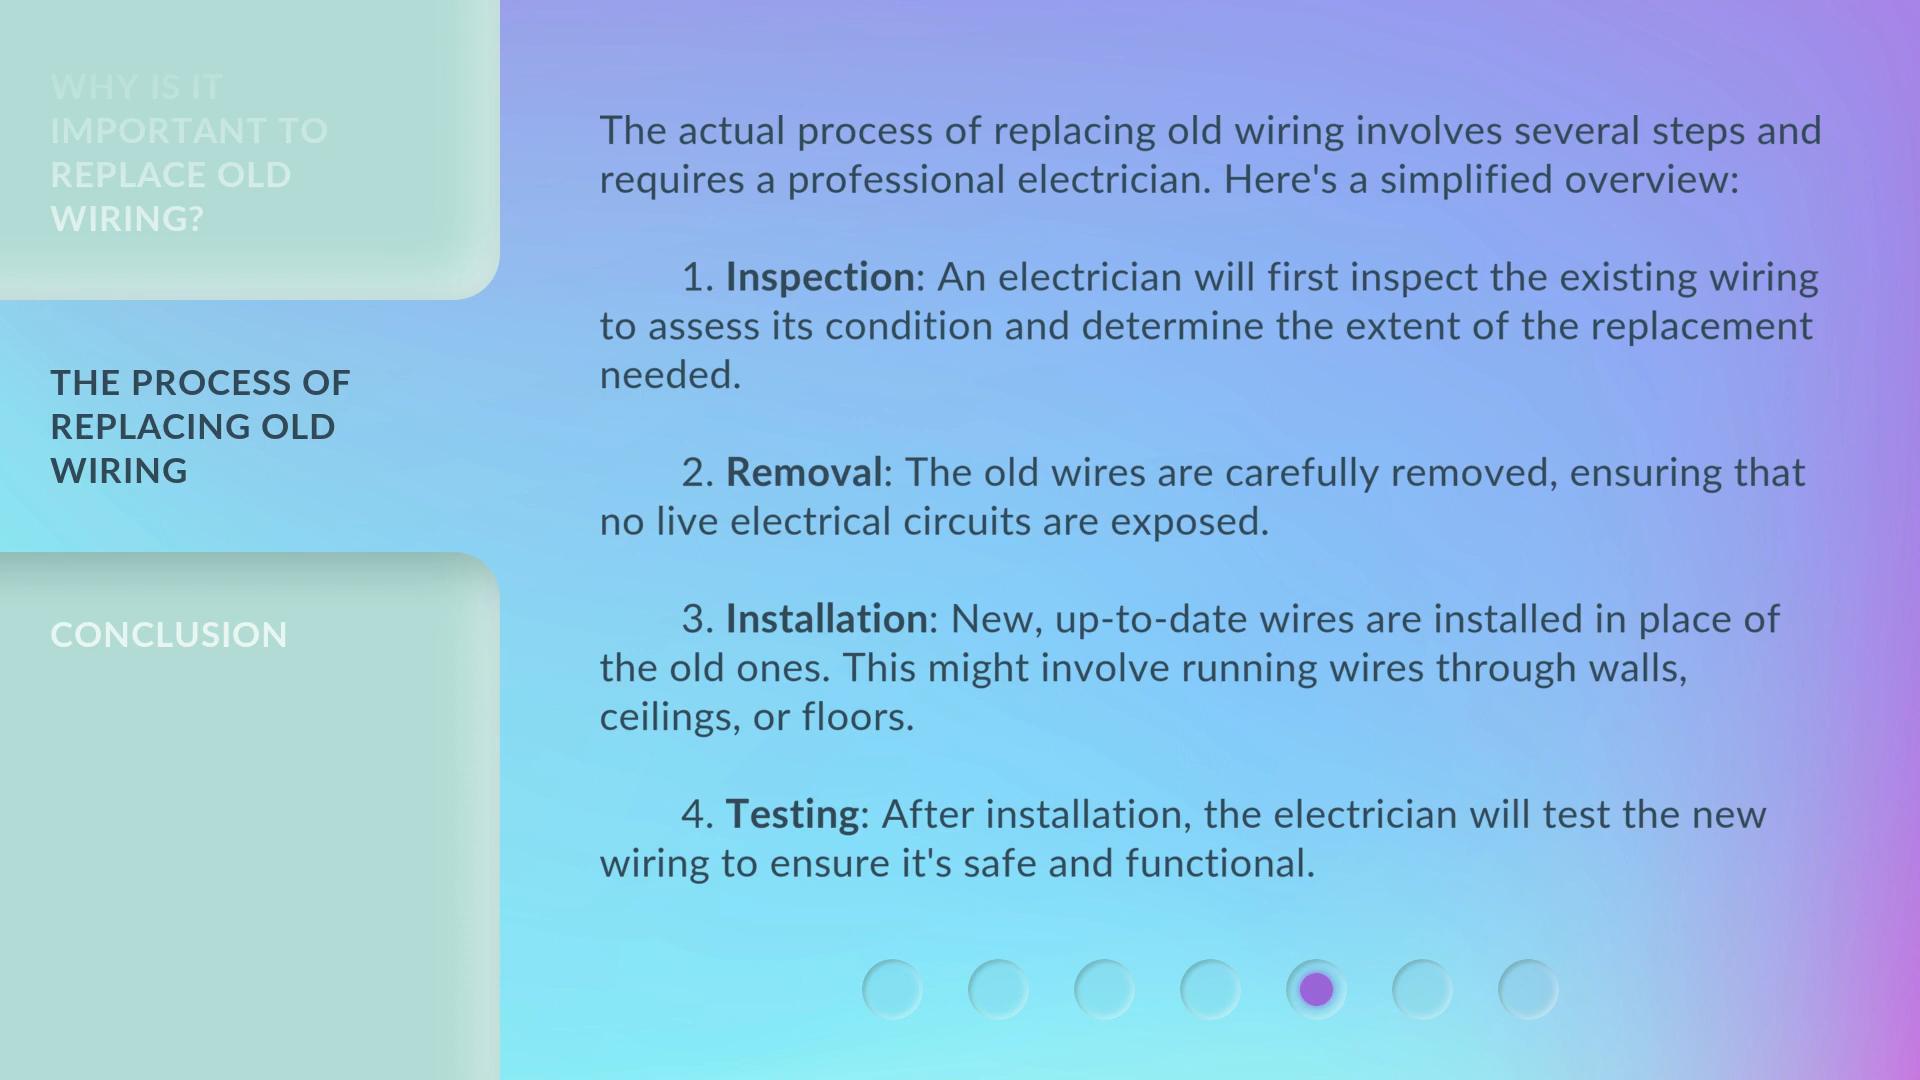 WHY IS IT
IMPORTANT TO
REPLACE OLD
WIRING?
THE PROCESS OF
REPLACING OLD
WIRING
CONCLUSION
The actual process of replacing old wiring involves several steps and
requires a professional electrician. Here's a simplified overview:
1. Inspection: An electrician will first inspect the existing wiring
to assess its condition and determine the extent of the replacement
needed.
2. Removal: The old wires are carefully removed, ensuring that
no live electrical circuits are exposed.
3. Installation: New, up-to-date wires are installed in place of
the old ones. This might involve running wires through walls,
ceilings, or floors.
4. Testing: After installation, the electrician will test the new
wiring to ensure it's safe and functional.